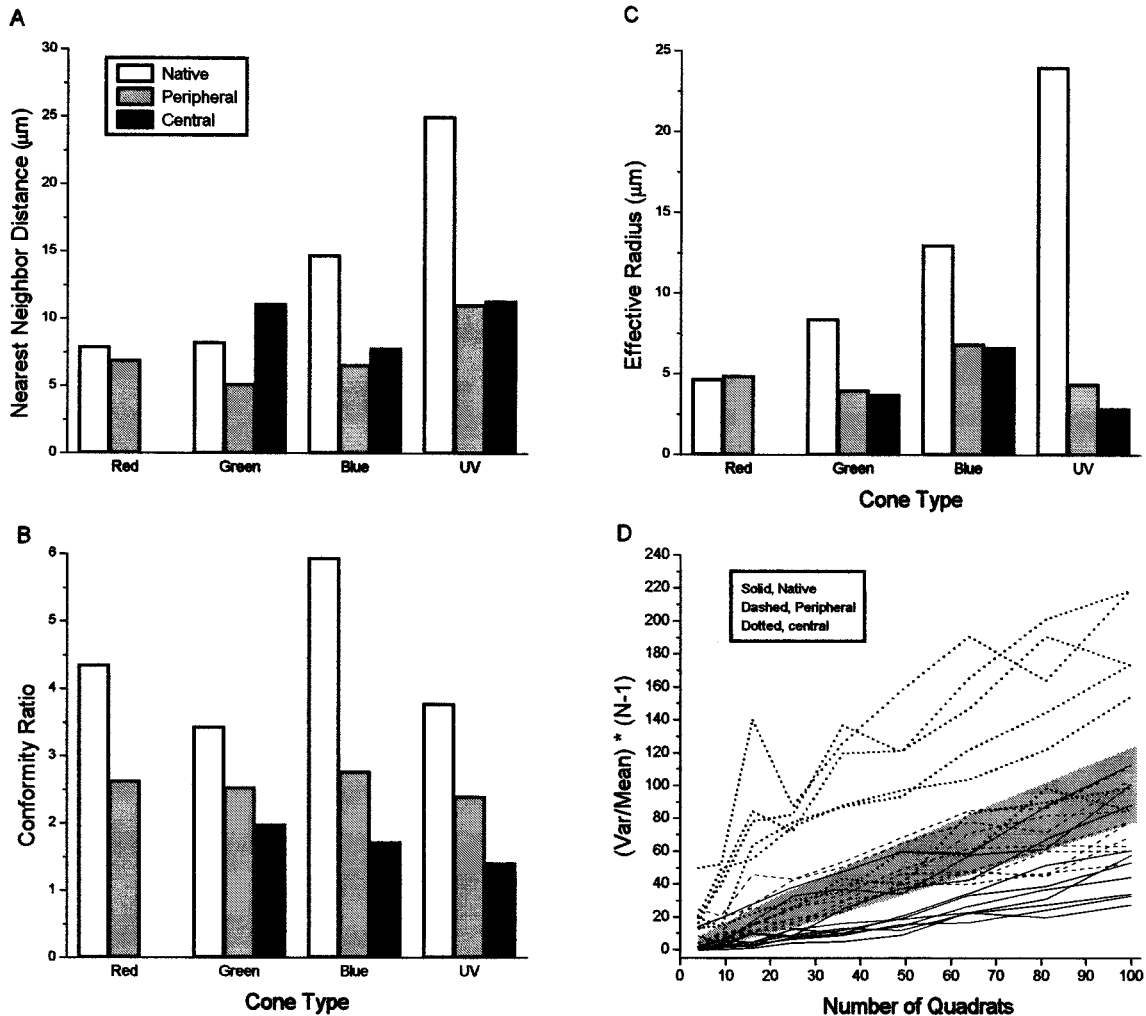 A
30
25
20
15
10
5
0
Nearest Neighbor Distance (μm)
Native
Peripheral
Central
Red Green Blue UV
C
25
20
15
10
5
0
Effective Radius (μm)
Red Green Blue UV
Cone Type
B
6
5
4
3
2
1
0
Conformity Ratio
Red Green Blue UV
Cone Type
D
240
220
200
180
160
140
120
100
80
60
40
20
0
(Var/Mean) * (N-1)
Solid, Native
Dashed, Peripheral
Dotted, central
0 10 20 30 40 50 60 70 80 90 100
Number of Quadrats